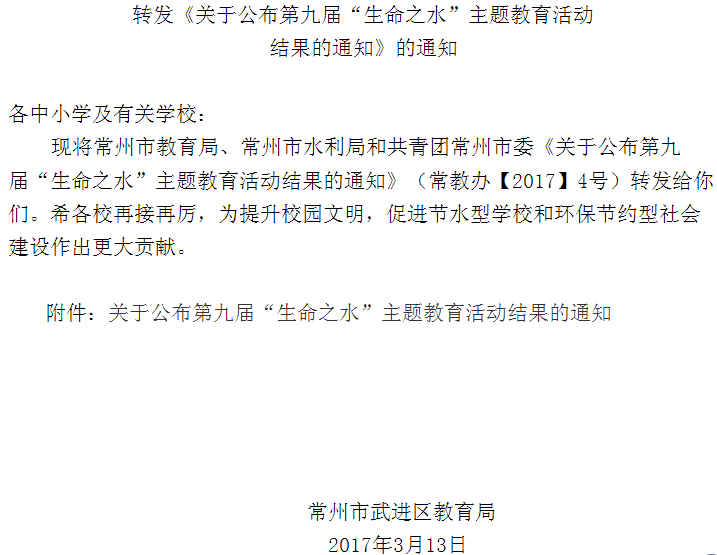 转发《关于公布第九届“生命之水”主题教育活动
结果的通知》的通知
各中小学及有关学校：
现将常州市教育局、常州市水利局和共青团常州市委《关于公布第九
届“生命之水”主题教育活动结果的通知》（常教办【2017】4号）转发给你
们。希各校再接再厉，为提升校园文明，促进节水型学校和环保节约型社会
建设作出更大贡献。
附件：关于公布第九届“生命之水”主题教育活动结果的通知
常州市武进区教育局
2017年3月13日